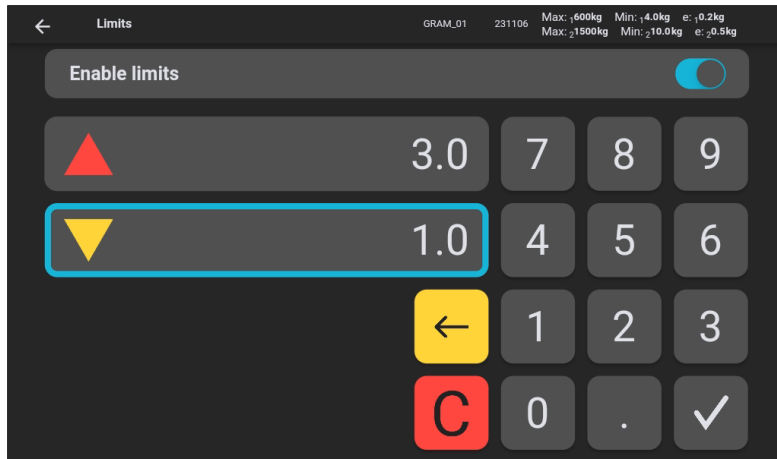 Limits GRAM_01 231106 Max: ₁600kg Min: ₁4.0kg e: ₁0.2kg
Max: ₂1500kg Min: ₂10.0kg e: ₂0.5kg
Enable limits
3.0 7 8 9
1.0 4 5 6
1 2 3
C 0 .